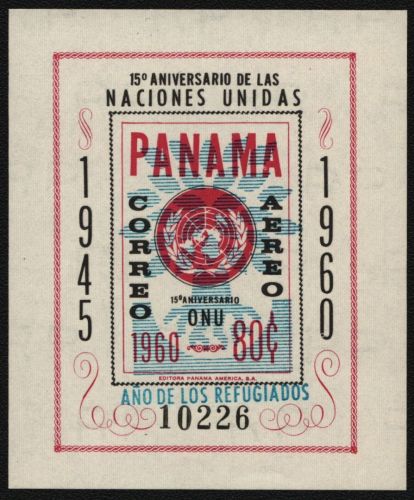 15º ANIVERSARIO DE LAS
NACIONES UNIDAS
1945
1960
PANAMA
CORREO
AEREO
15º ANIVERSARIO
ONU
1960 80¢
EDITORA PANAMA AMERICA, S.A.
AÑO DE LOS REFUGIADOS
10226